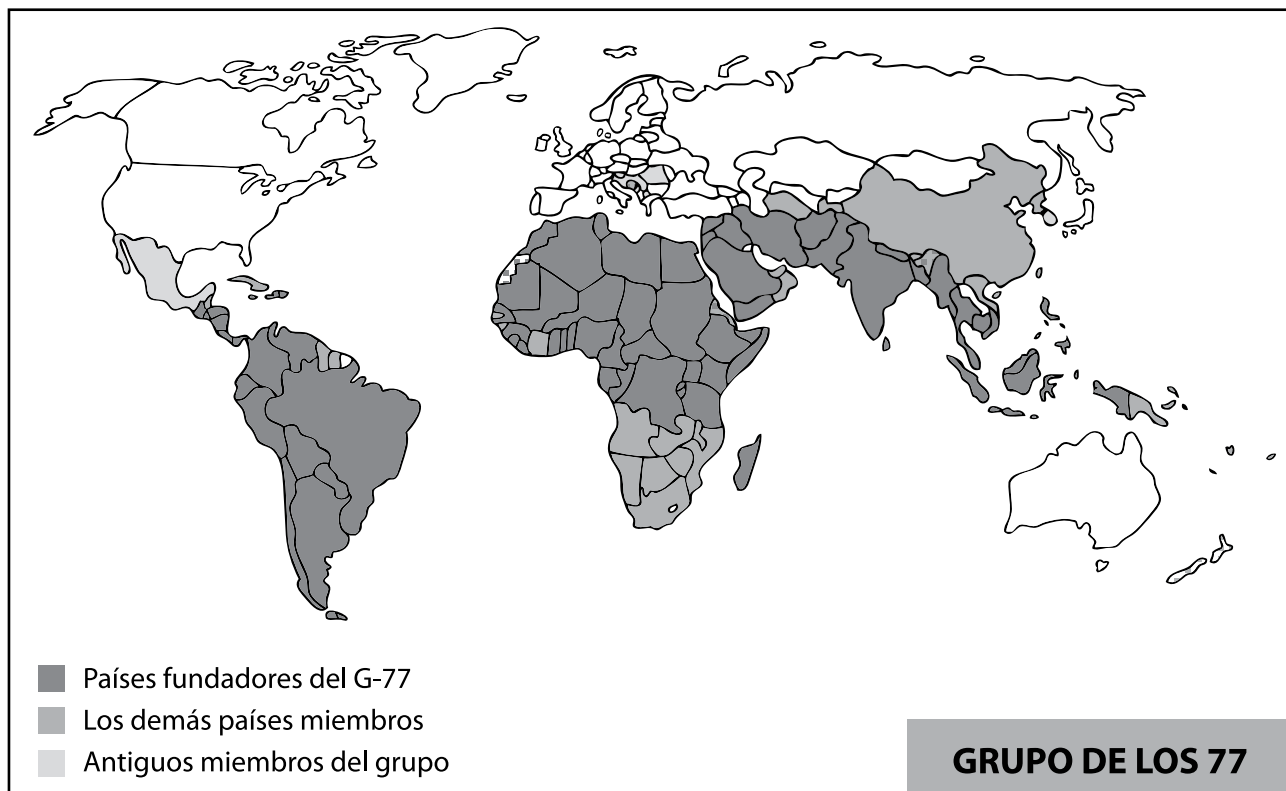 Países fundadores del G-77
Los demás países miembros
Antiguos miembros del grupo
GRUPO DE LOS 77